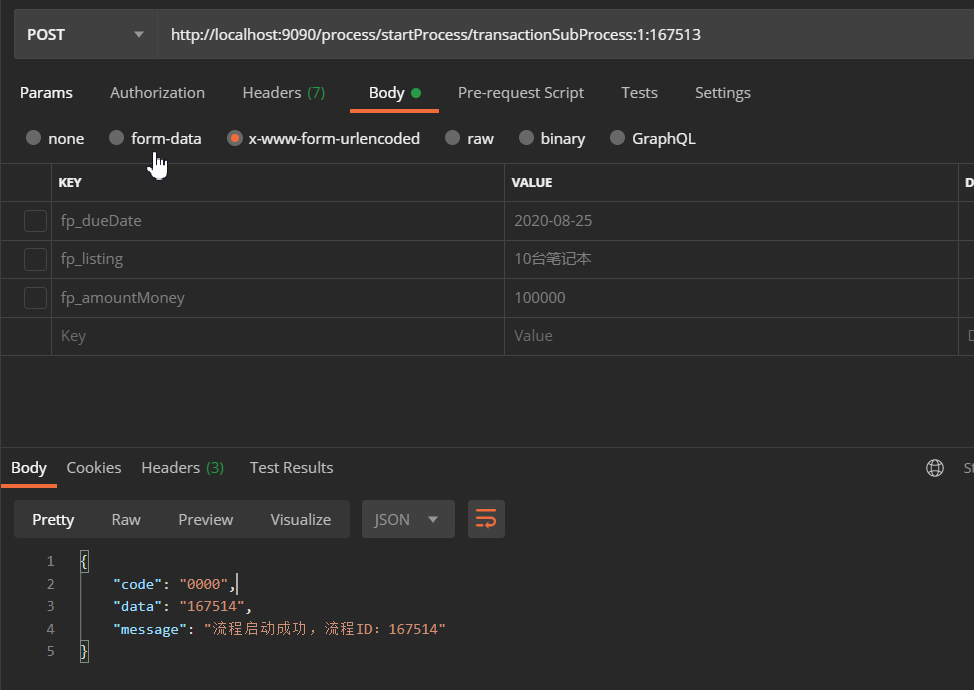 POST http://localhost:9090/process/startProcess/transactionSubProcess:1:167513
Params Authorization Headers (7) Body Pre-request Script Tests Settings
none form-data x-www-form-urlencoded raw binary GraphQL
KEY VALUE D
fp_dueDate 2020-08-25
fp_listing 10台笔记本
fp_amountMoney 100000
Key Value D
Body Cookies Headers (3) Test Results St
Pretty Raw Preview Visualize JSON
1 {
2 "code": "0000",
3 "data": "167514",
4 "message": "流程启动成功，流程ID：167514"
5 }